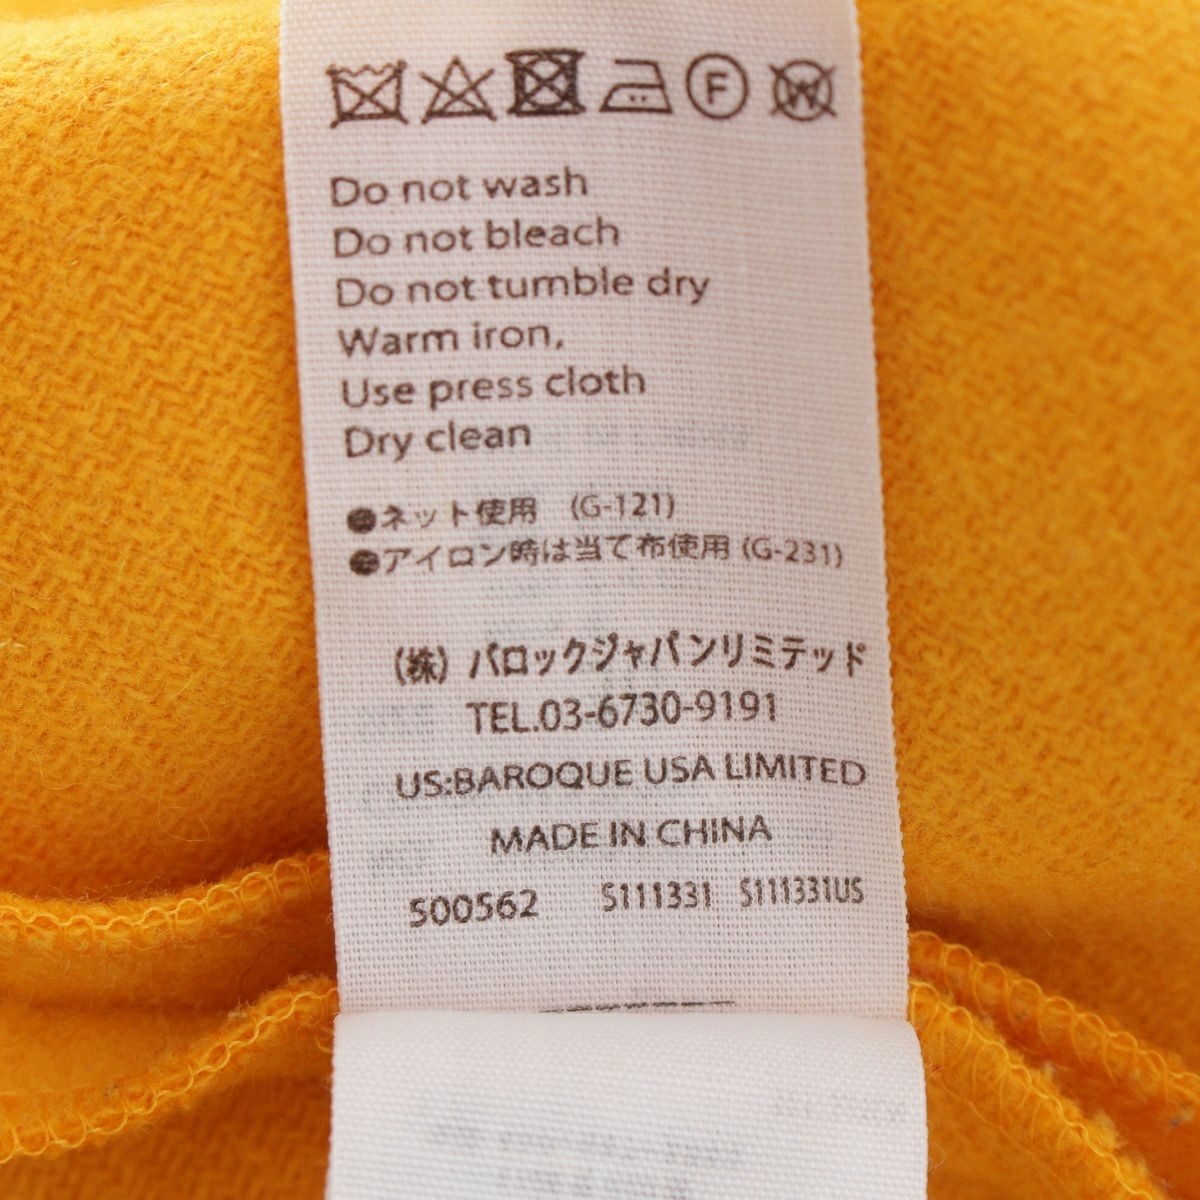 F W
Do not wash
Do not bleach
Do not tumble dry
Warm iron,
Use press cloth
Dry clean
●ネット使用 (G-121)
●アイロン時は当て布使用 (G-231)
(株) バロックジャパンリミテッド
TEL.03-6730-9191
US:BAROQUE USA LIMITED
MADE IN CHINA
500562 S111331 S111331US